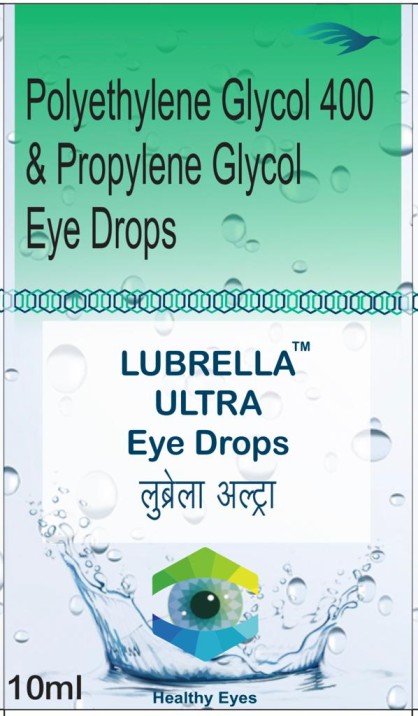 Polyethylene Glycol 400
& Propylene Glycol
Eye Drops
LUBRELLA™
ULTRA
Eye Drops
लुब्रेला अल्ट्रा
10ml
Healthy Eyes